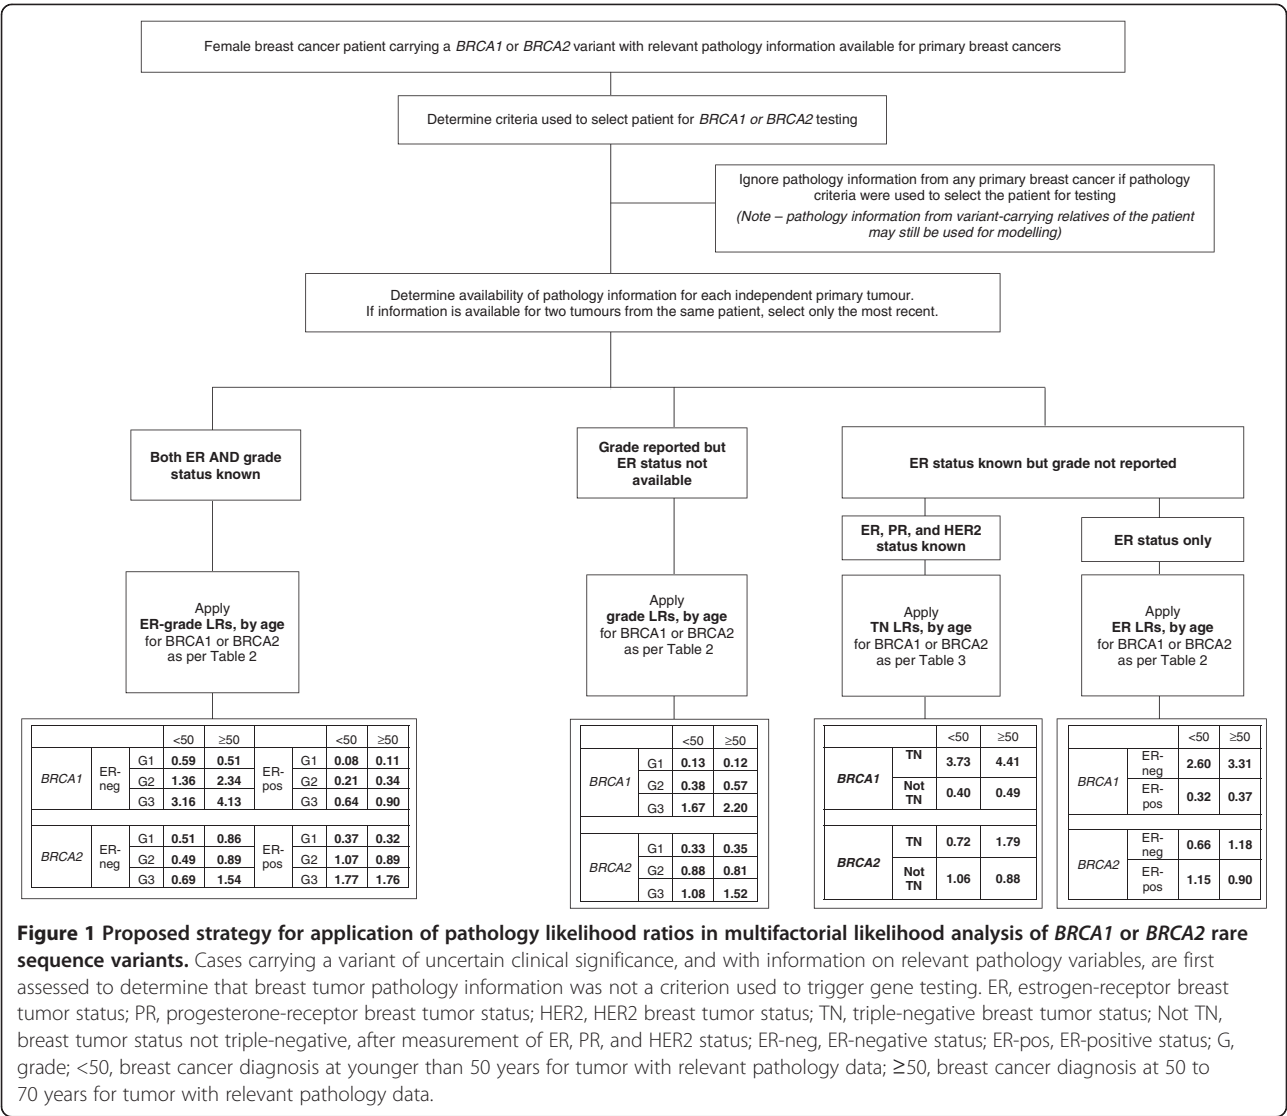 Female breast cancer patient carrying a BRCA1 or BRCA2 variant with relevant pathology information available for primary breast cancers
Determine criteria used to select patient for BRCA1 or BRCA2 testing
Ignore pathology information from any primary breast cancer if pathology
criteria were used to select the patient for testing
(Note – pathology information from variant-carrying relatives of the patient
may still be used for modelling)
Determine availability of pathology information for each independent primary tumour.
If information is available for two tumours from the same patient, select only the most recent.
Both ER AND grade
status known
Grade reported but
ER status not
available
ER status known but grade not reported
ER, PR, and HER2
status known
ER status only
Apply
ER-grade LRs, by age
for BRCA1 or BRCA2
as per Table 2
Apply
grade LRs, by age
for BRCA1 or BRCA2
as per Table 2
Apply
TN LRs, by age
for BRCA1 or BRCA2
as per Table 3
Apply
ER LRs, by age
for BRCA1 or BRCA2
as per Table 2
<50 ≥50 <50 ≥50
BRCA1 ER-neg G1 0.59 0.51 ER-pos G1 0.08 0.11
G2 1.36 2.34 G2 0.21 0.34
G3 3.16 4.13 G3 0.64 0.90
BRCA2 ER-neg G1 0.51 0.86 ER-pos G1 0.37 0.32
G2 0.49 0.89 G2 1.07 0.89
G3 0.69 1.54 G3 1.77 1.76
<50 ≥50
BRCA1 G1 0.13 0.12
G2 0.38 0.57
G3 1.67 2.20
BRCA2 G1 0.33 0.35
G2 0.88 0.81
G3 1.08 1.52
<50 ≥50
BRCA1 TN 3.73 4.41
Not TN 0.40 0.49
BRCA2 TN 0.72 1.79
Not TN 1.06 0.88
<50 ≥50
BRCA1 ER-neg 2.60 3.31
ER-pos 0.32 0.37
BRCA2 ER-neg 0.66 1.18
ER-pos 1.15 0.90
Figure 1 Proposed strategy for application of pathology likelihood ratios in multifactorial likelihood analysis of BRCA1 or BRCA2 rare
sequence variants. Cases carrying a variant of uncertain clinical significance, and with information on relevant pathology variables, are first
assessed to determine that breast tumor pathology information was not a criterion used to trigger gene testing. ER, estrogen-receptor breast
tumor status; PR, progesterone-receptor breast tumor status; HER2, HER2 breast tumor status; TN, triple-negative breast tumor status; Not TN,
breast tumor status not triple-negative, after measurement of ER, PR, and HER2 status; ER-neg, ER-negative status; ER-pos, ER-positive status; G,
grade; <50, breast cancer diagnosis at younger than 50 years for tumor with relevant pathology data; ≥50, breast cancer diagnosis at 50 to
70 years for tumor with relevant pathology data.